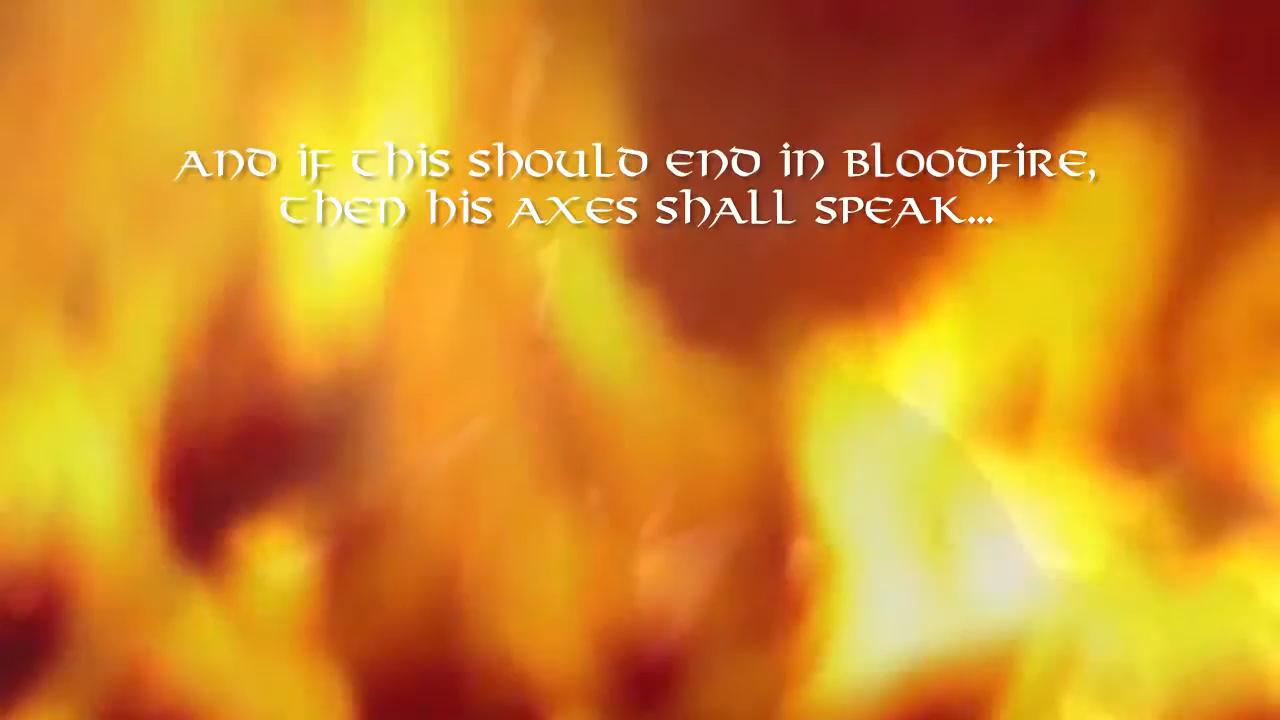 And if this should end in bloodfire,
then his axes shall speak...